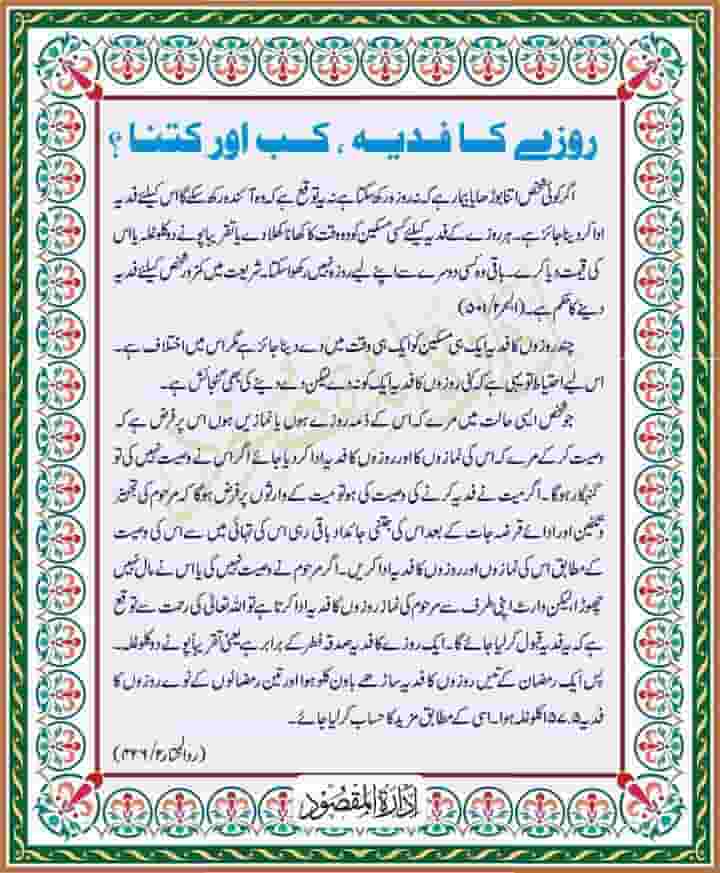 روزے کا فدیہ ، کب اور کتنا ؟
اگر کوئی شخص اتنا بوڑھا یا بیمار ہے کہ نہ روزہ رکھ سکتا ہے نہ یہ توقع ہے کہ وہ آئندہ رکھ سکے گا اس کیلئے فدیہ
ادا کر دینا جائز ہے۔ ہر روزے کے فدیہ کیلئے کسی مسکین کو دو وقت کا کھانا کھلا دے یا تقریباً پونے دو کلو غلہ یا اس
کی قیمت دیا کرے۔ باقی وہ کسی دوسرے سے اپنے لیے روزہ نہیں رکھوا سکتا۔ شریعت میں کمزور شخص کیلئے فدیہ
دینے کا حکم ہے۔ (البحر ۲/۵۰۱)
چند روزوں کا فدیہ ایک ہی مسکین کو ایک ہی وقت میں دے دینا جائز ہے مگر اس میں اختلاف ہے۔
اس لیے احتیاط تو یہی ہے کہ کئی روزوں کا فدیہ ایک کو نہ دے لیکن دے دینے کی بھی گنجائش ہے۔
جو شخص ایسی حالت میں مرے کہ اس کے ذمہ روزے ہوں یا نمازیں ہوں اس پر فرض ہے کہ
وصیت کر کے مرے کہ اس کی نمازوں کا اور روزوں کا فدیہ ادا کر دیا جائے اگر اس نے وصیت نہیں کی تو
گنہگار ہوگا۔ اگر میت نے فدیہ کرنے کی وصیت کی ہو تو میت کے وارثوں پر فرض ہوگا کہ مرحوم کی تجہیز
و تکفین اور ادائے قرضہ جات کے بعد اس کی جتنی جائداد باقی رہی اس کی تہائی میں سے اس کی وصیت
کے مطابق اس کی نمازوں اور روزوں کا فدیہ ادا کریں۔ اگر مرحوم نے وصیت نہیں کی یا اس نے مال نہیں
چھوڑا لیکن وارث اپنی طرف سے مرحوم کی نماز روزوں کا فدیہ ادا کرتا ہے تو اللہ تعالیٰ کی رحمت سے توقع
ہے کہ یہ فدیہ قبول کر لیا جائے گا۔ ایک روزے کا فدیہ صدقہ فطر کے برابر ہے یعنی تقریباً پونے دو کلو غلہ۔
پس ایک رمضان کے تیس روزوں کا فدیہ ساڑھے باون کلو ہوا اور تین رمضانوں کے نوے روزوں کا
فدیہ ۱۵۷.۵ کلو غلہ ہوا۔ اسی کے مطابق مزید کا حساب کر لیا جائے۔
(رد المختار ۲/۴۲۶)
ادارۃ المقصود